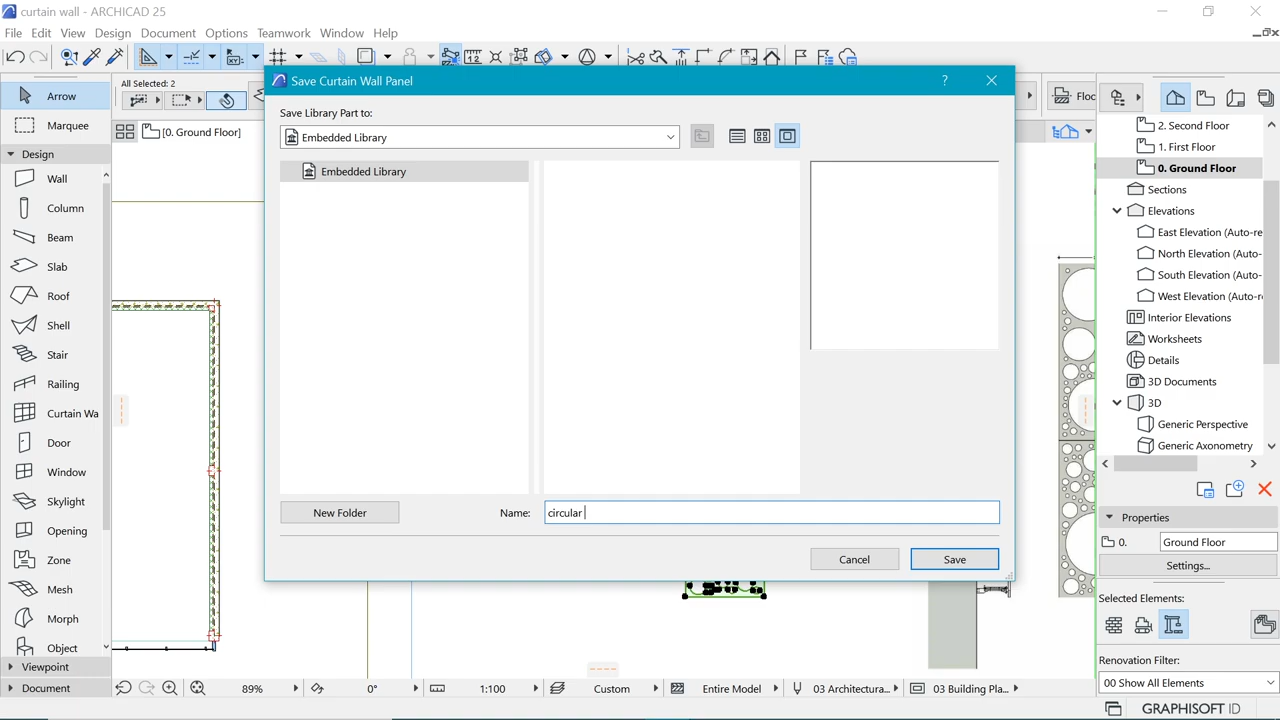 curtain wall - ARCHICAD 25
File Edit View Design Document Options Teamwork Window Help
Save Curtain Wall Panel
?
Arrow
All Selected: 2
Floo
Save Library Part to:
Marquee
[0. Ground Floor]
Embedded Library
2. Second Floor
Design
1. First Floor
Wall
Embedded Library
0. Ground Floor
Column
Sections
Beam
Elevations
East Elevation (Auto-re
Slab
North Elevation (Auto-
Roof
South Elevation (Auto-
West Elevation (Auto-r
Shell
Interior Elevations
Stair
Worksheets
Details
Railing
3D Documents
Curtain Wa
3D
Generic Perspective
Door
Generic Axonometry
Window
Skylight
New Folder
Name:
circular
Properties
Opening
0.
Ground Floor
Zone
Cancel
Save
Settings...
Mesh
Selected Elements:
Morph
Object
Renovation Filter:
Viewpoint
00 Show All Elements
Document
89%
0°
1:100
Custom
Entire Model
03 Architectura...
03 Building Pla...
GRAPHISOFT ID